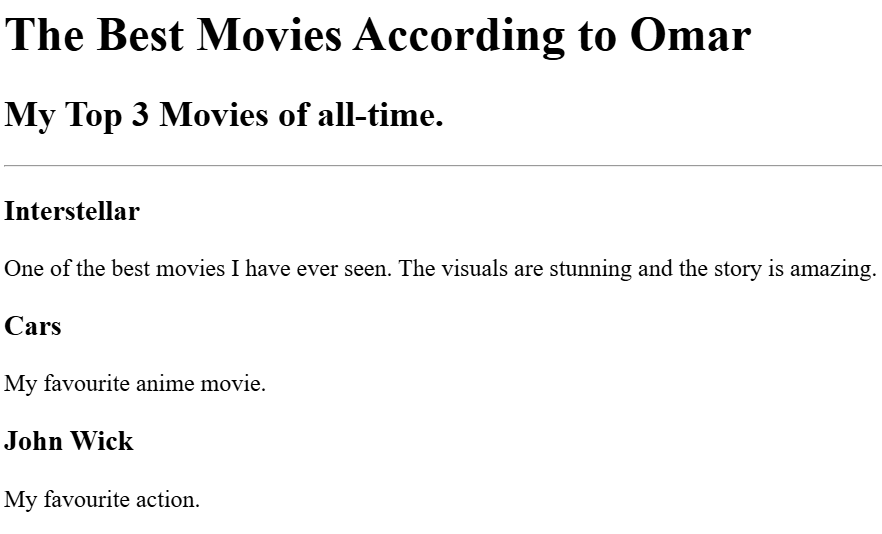 The Best Movies According to Omar
My Top 3 Movies of all-time.
Interstellar
One of the best movies I have ever seen. The visuals are stunning and the story is amazing.
Cars
My favourite anime movie.
John Wick
My favourite action.